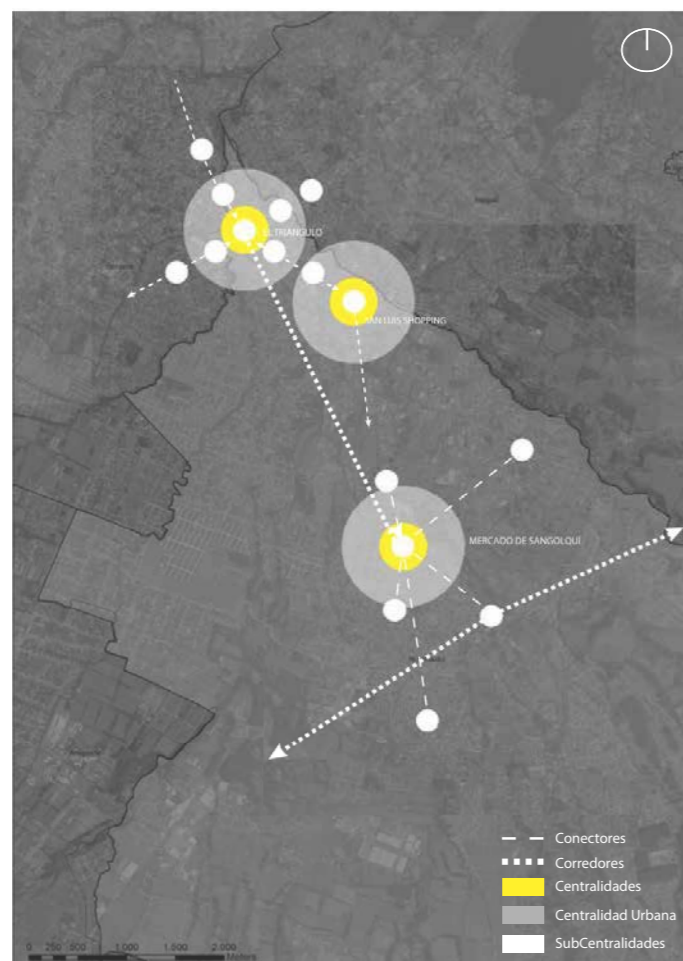 EL TRIANGULO
SAN LUIS SHOPPING
MERCADO DE SANGOLQUÍ
Conectores
Corredores
Centralidades
Centralidad Urbana
SubCentralidades
0 250 500 1.000 1.500 2.000
Meters